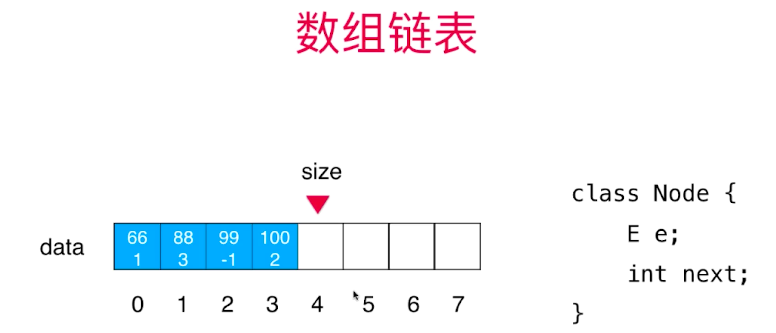 数组链表
size
class Node {
data
66 88 99 100
1 3 -1 2
E e;
int next;
0 1 2 3 4 5 6 7
}